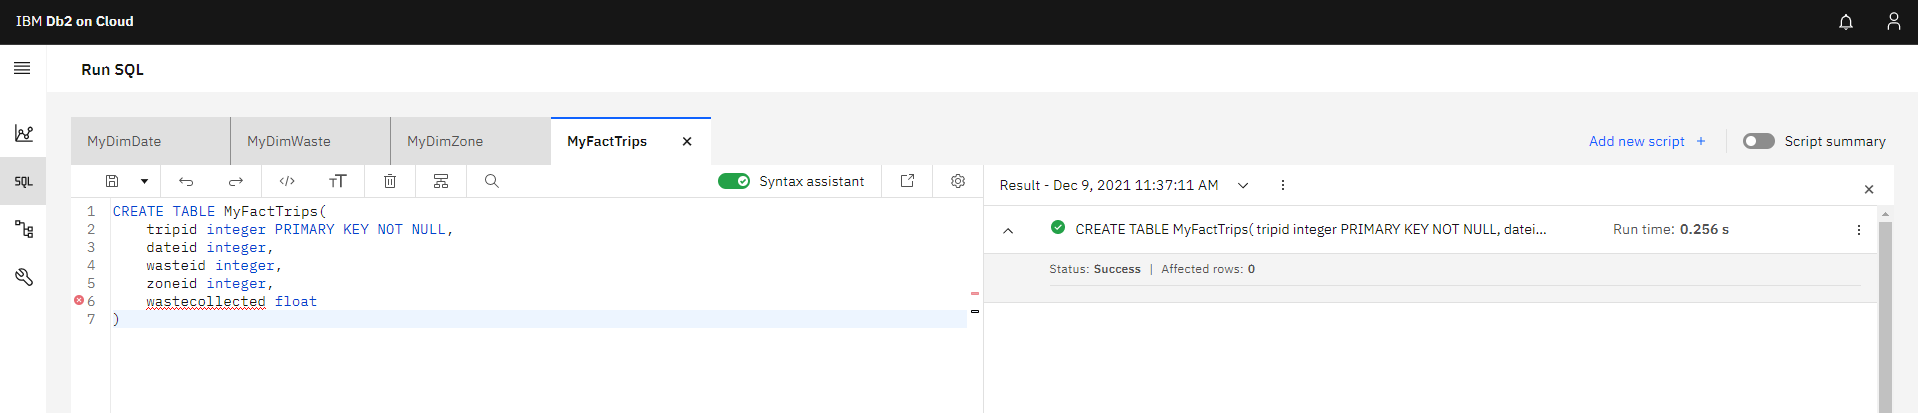 IBM Db2 on Cloud
Run SQL
MyDimDate
MyDimWaste
MyDimZone
MyFactTrips
Add new script +
Script summary
SQL
</>
TT
Syntax assistant
Result - Dec 9, 2021 11:37:11 AM
1 CREATE TABLE MyFactTrips(
2 tripid integer PRIMARY KEY NOT NULL,
3 dateid integer,
4 wasteid integer,
5 zoneid integer,
6 wastecollected float
7 )
CREATE TABLE MyFactTrips( tripid integer PRIMARY KEY NOT NULL, datei...
Run time: 0.256 s
Status: Success | Affected rows: 0